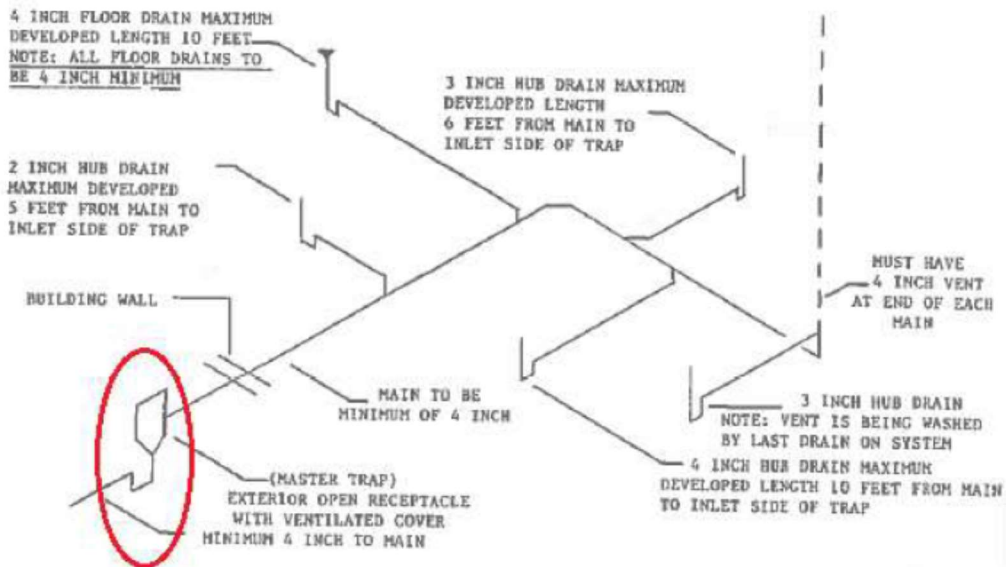 4 INCH FLOOR DRAIN MAXIMUM
DEVELOPED LENGTH 10 FEET
NOTE: ALL FLOOR DRAINS TO
BE 4 INCH MINIMUM
3 INCH HUB DRAIN MAXIMUM
DEVELOPED LENGTH
6 FEET FROM MAIN TO
INLET SIDE OF TRAP
2 INCH HUB DRAIN
MAXIMUM DEVELOPED
5 FEET FROM MAIN TO
INLET SIDE OF TRAP
MUST HAVE
4 INCH VENT
AT END OF EACH
MAIN
BUILDING WALL
MAIN TO BE
MINIMUM OF 4 INCH
3 INCH HUB DRAIN
NOTE: VENT IS BEING WASHED
BY LAST DRAIN ON SYSTEM
4 INCH HUB DRAIN MAXIMUM
DEVELOPED LENGTH 10 FEET FROM MAIN
TO INLET SIDE OF TRAP
(MASTER TRAP)
EXTERIOR OPEN RECEPTACLE
WITH VENTILATED COVER
MINIMUM 4 INCH TO MAIN